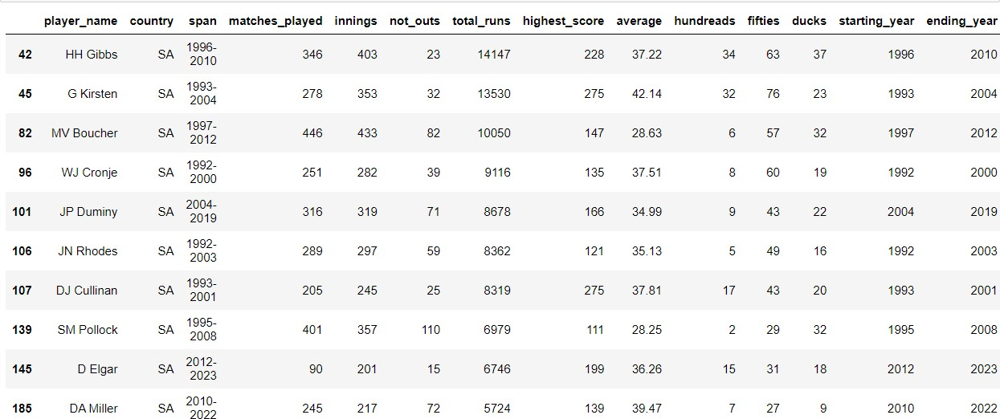 player_name country span matches_played innings not_outs total_runs highest_score average hundreads fifties ducks starting_year ending_year
42 HH Gibbs SA 1996-2010 346 403 23 14147 228 37.22 34 63 37 1996 2010
45 G Kirsten SA 1993-2004 278 353 32 13530 275 42.14 32 76 23 1993 2004
82 MV Boucher SA 1997-2012 446 433 82 10050 147 28.63 6 57 32 1997 2012
96 WJ Cronje SA 1992-2000 251 282 39 9116 135 37.51 8 60 19 1992 2000
101 JP Duminy SA 2004-2019 316 319 71 8678 166 34.99 9 43 22 2004 2019
106 JN Rhodes SA 1992-2003 289 297 59 8362 121 35.13 5 49 16 1992 2003
107 DJ Cullinan SA 1993-2001 205 245 25 8319 275 37.81 17 43 20 1993 2001
139 SM Pollock SA 1995-2008 401 357 110 6979 111 28.25 2 29 32 1995 2008
145 D Elgar SA 2012-2023 90 201 15 6746 199 36.26 15 31 18 2012 2023
185 DA Miller SA 2010-2022 245 217 72 5724 139 39.47 7 27 9 2010 2022